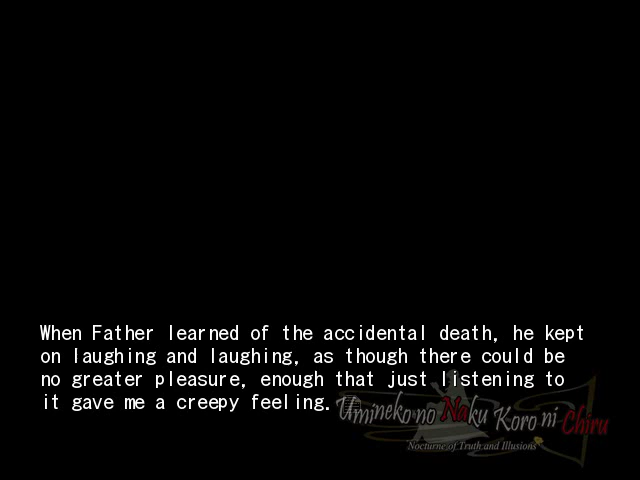 When Father learned of the accidental death, he kept
on laughing and laughing, as though there could be
no greater pleasure, enough that just listening to
it gave me a creepy feeling.
Umineko no Naku Koro ni Chiru
Nocturne of Truth and Illusions